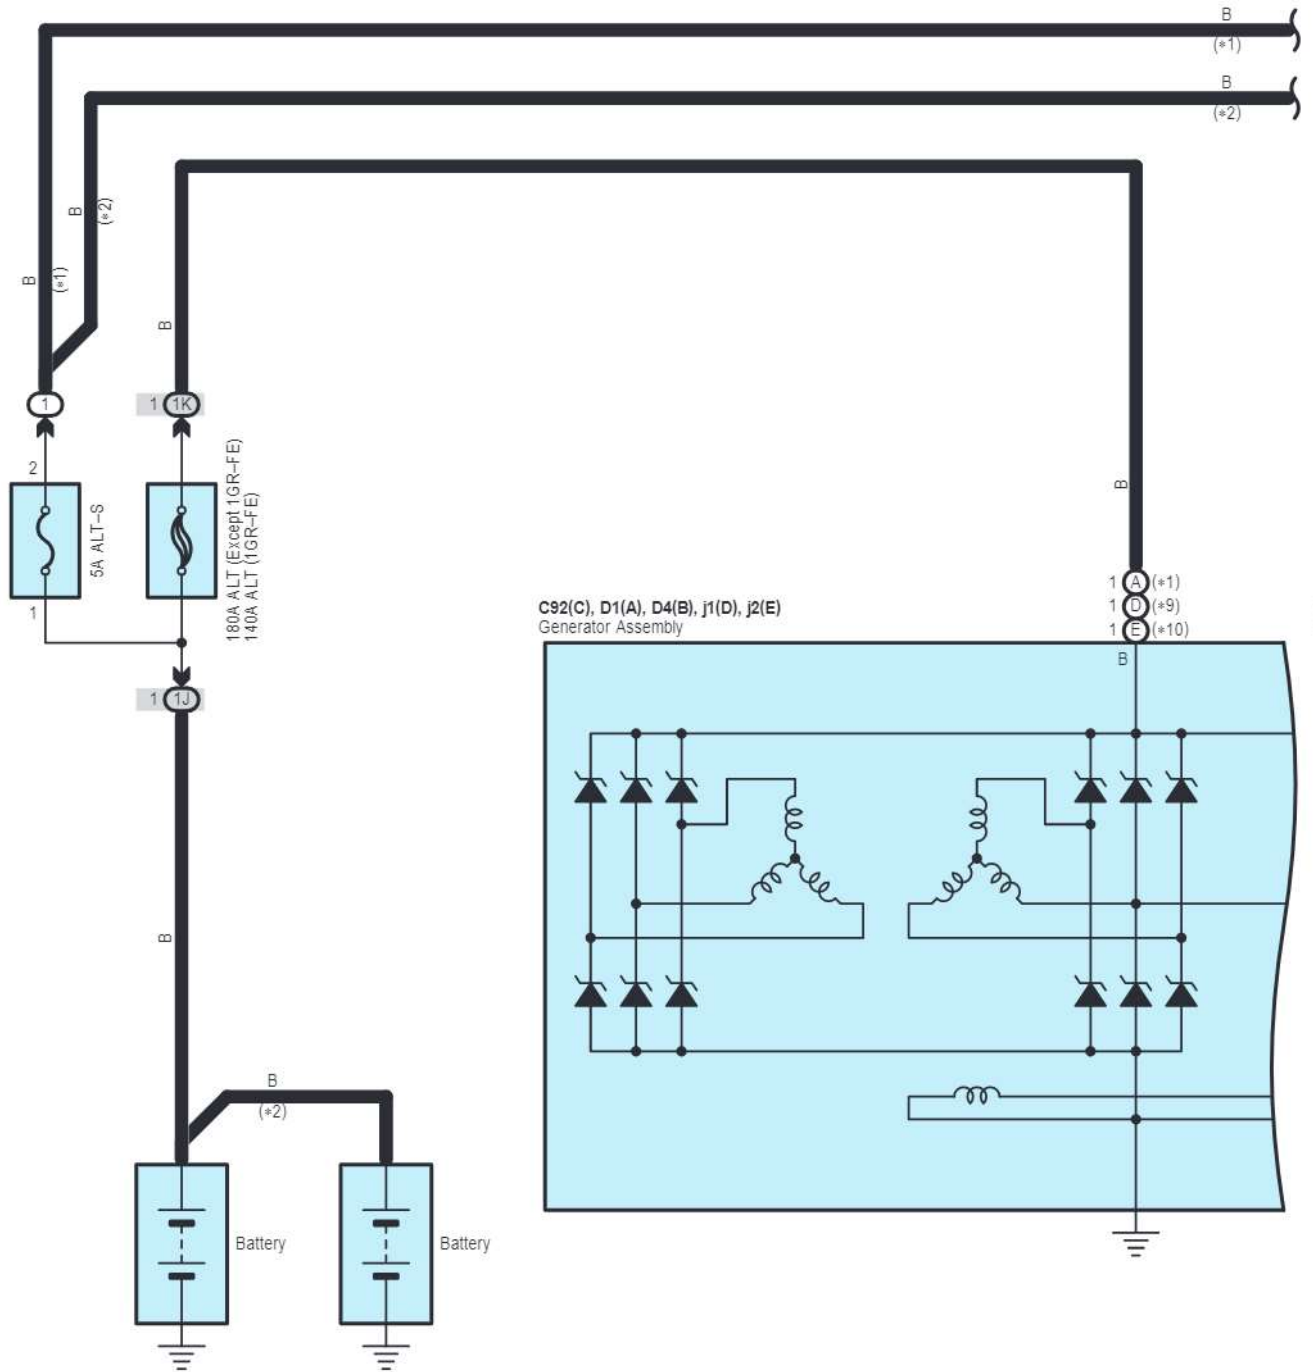 B
(*1)
B
(*2)
B
(*2)
B
(*1)
B
1
1 1K
2
5A ALT-S
180A ALT (Except 1GR-FE)
140A ALT (1GR-FE)
1
B
1 A (*1)
1 D (*9)
1 E (*10)
C92(C), D1(A), D4(B), j1(D), j2(E)
Generator Assembly
B
1 1J
B
B
(*2)
Battery
Battery